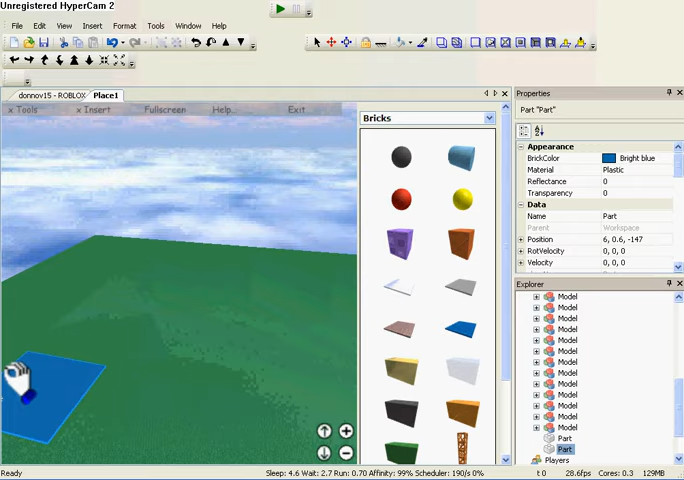 Unregistered HyperCam 2
File Edit View Insert Format Tools Window Help
donnov15 - ROBLOX Place1
x Tools x Insert Fullscreen Help... Exit
Bricks
Properties
Part "Part"
Appearance
BrickColor Bright blue
Material Plastic
Reflectance 0
Transparency 0
Data
Name Part
Parent Workspace
Position 6, 0.6, -147
RotVelocity 0, 0, 0
Velocity 0, 0, 0
Explorer
Model
Model
Model
Model
Model
Model
Model
Model
Model
Model
Model
Model
Model
Part
Part
Players
Ready Sleep: 4.6 Wait: 2.7 Run: 0.70 Affinity: 99% Scheduler: 190/s 0% t 0 28.6fps Cores: 0.3 129MB